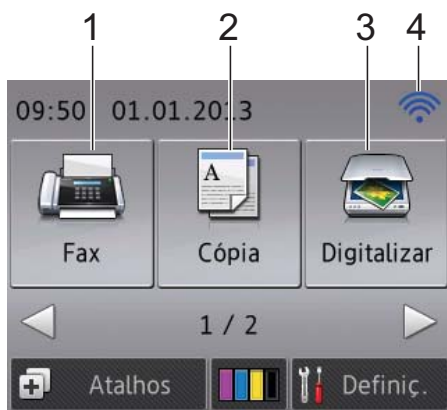 1 2 3 4
09:50 01.01.2013
A
Fax Cópia Digitalizar
1 / 2
Atalhos Definiç.